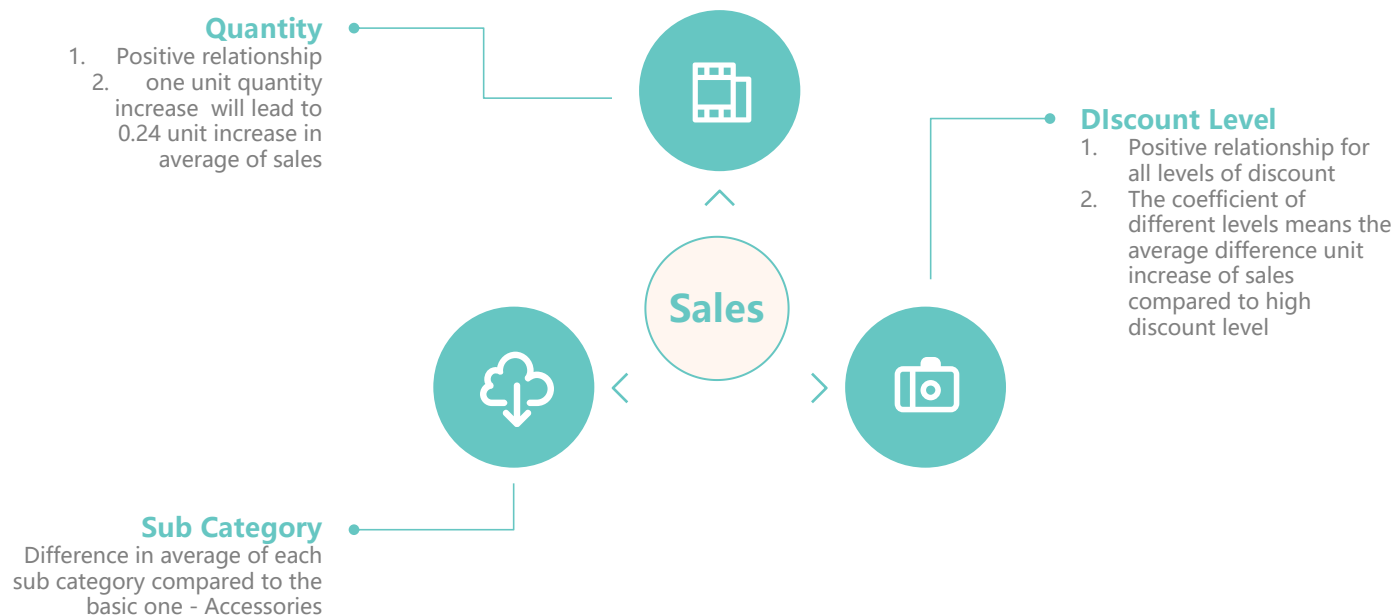 Quantity
1. Positive relationship
2. one unit quantity
increase will lead to
0.24 unit increase in
average of sales
DIscount Level
1. Positive relationship for
all levels of discount
2. The coefficient of
different levels means the
average difference unit
increase of sales
compared to high
discount level
Sales
Sub Category
Difference in average of each
sub category compared to the
basic one - Accessories